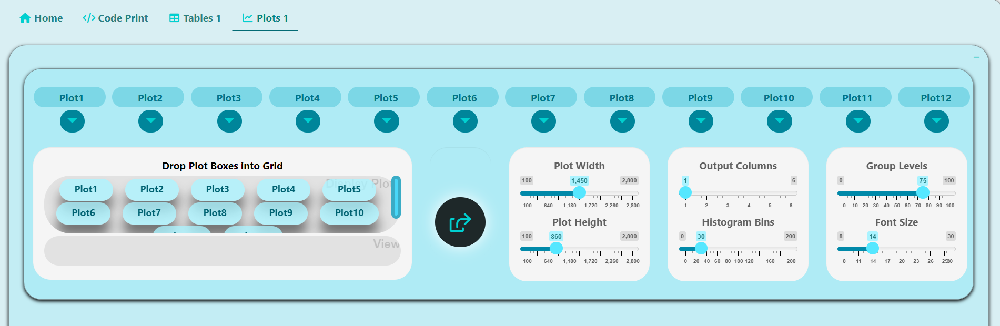 Home Code Print Tables 1 Plots 1
Plot1 Plot2 Plot3 Plot4 Plot5 Plot6 Plot7 Plot8 Plot9 Plot10 Plot11 Plot12
Drop Plot Boxes into Grid
Display Plo
Plot1 Plot2 Plot3 Plot4 Plot5
Plot6 Plot7 Plot8 Plot9 Plot10
View
Plot Width
100 1,450 2,800
100 640 1,180 1,720 2,260 2,800
Plot Height
100 860 2,800
100 640 1,180 1,720 2,260 2,800
Output Columns
1 6
1 2 3 4 5 6
Histogram Bins
0 30 200
0 20 40 60 80 100 120 160 200
Group Levels
0 75 100
0 10 20 30 40 50 60 70 80 90 100
Font Size
8 14 30
8 11 14 17 20 23 26 29 30